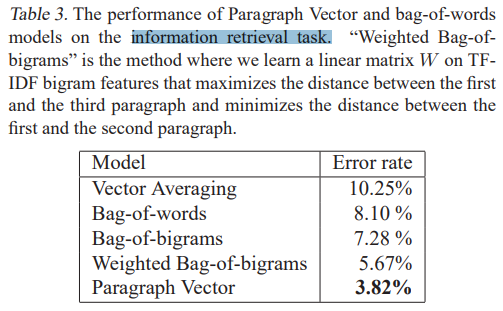 Table 3. The performance of Paragraph Vector and bag-of-words
models on the information retrieval task. “Weighted Bag-of-
bigrams” is the method where we learn a linear matrix W on TF-
IDF bigram features that maximizes the distance between the first
and the third paragraph and minimizes the distance between the
first and the second paragraph.
Model Error rate
Vector Averaging 10.25%
Bag-of-words 8.10 %
Bag-of-bigrams 7.28 %
Weighted Bag-of-bigrams 5.67%
Paragraph Vector 3.82%